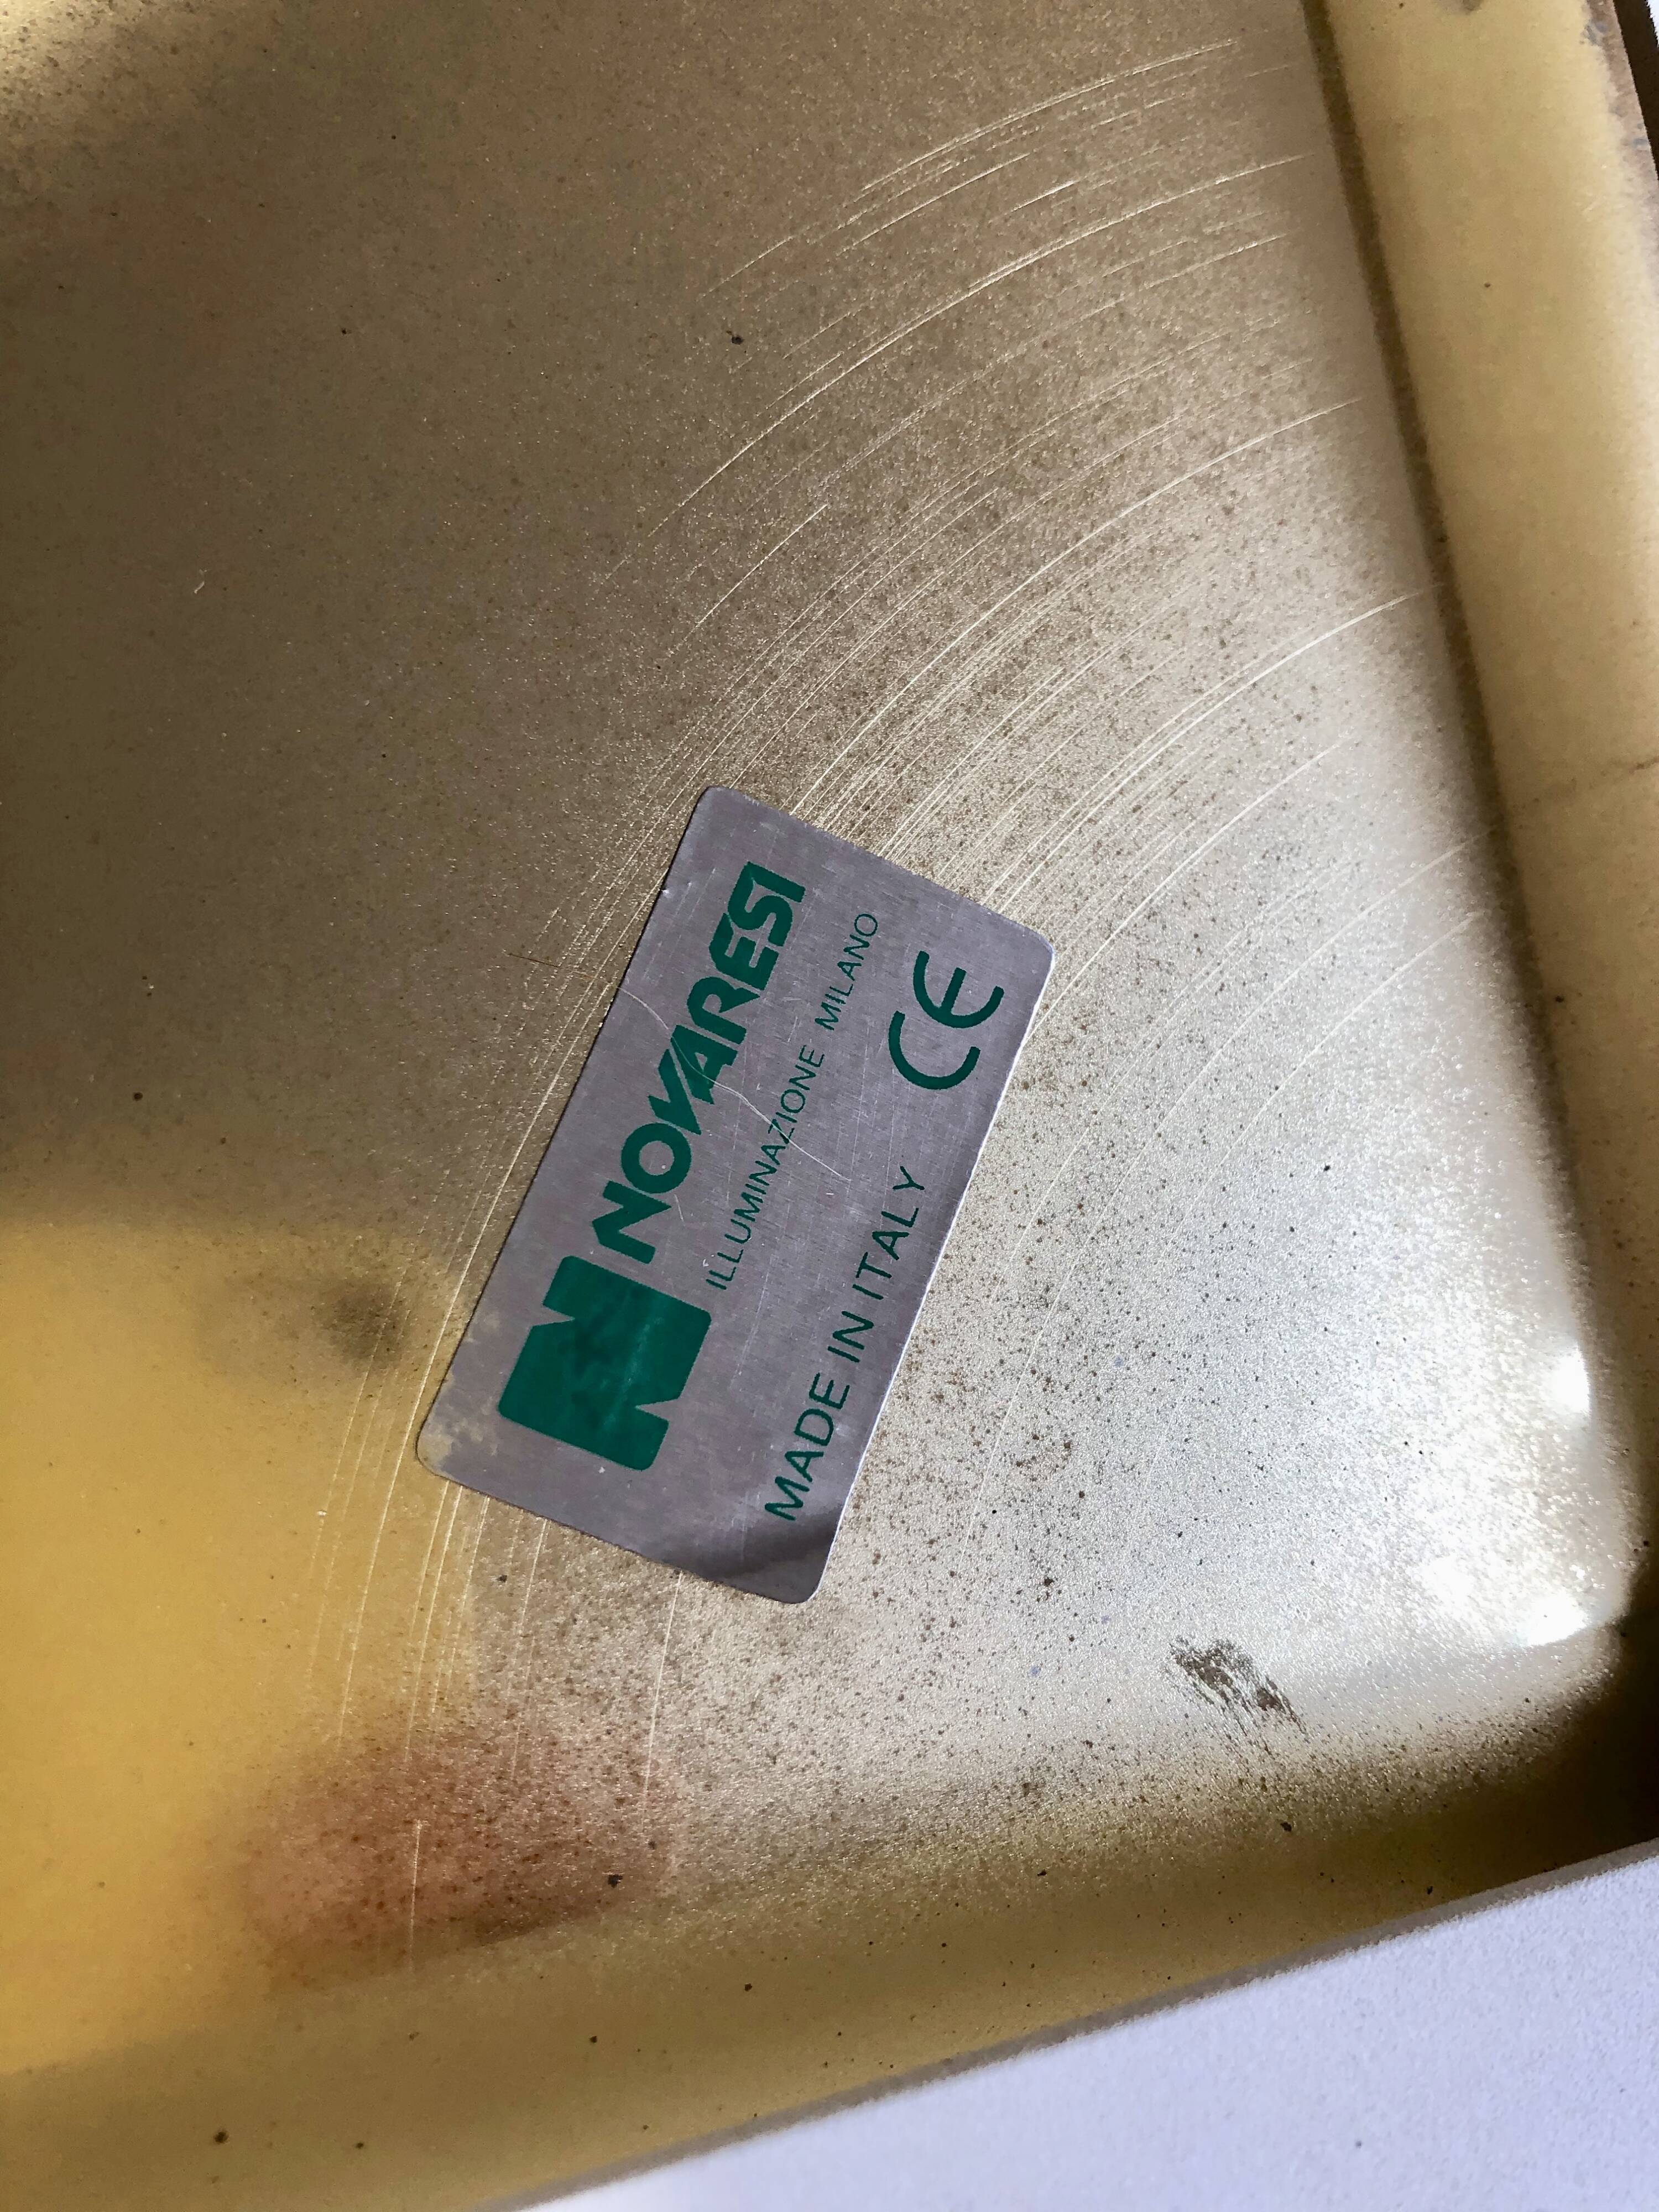 N NOVARESI
ILLUMINAZIONE MILANO
CE
MADE IN ITALY